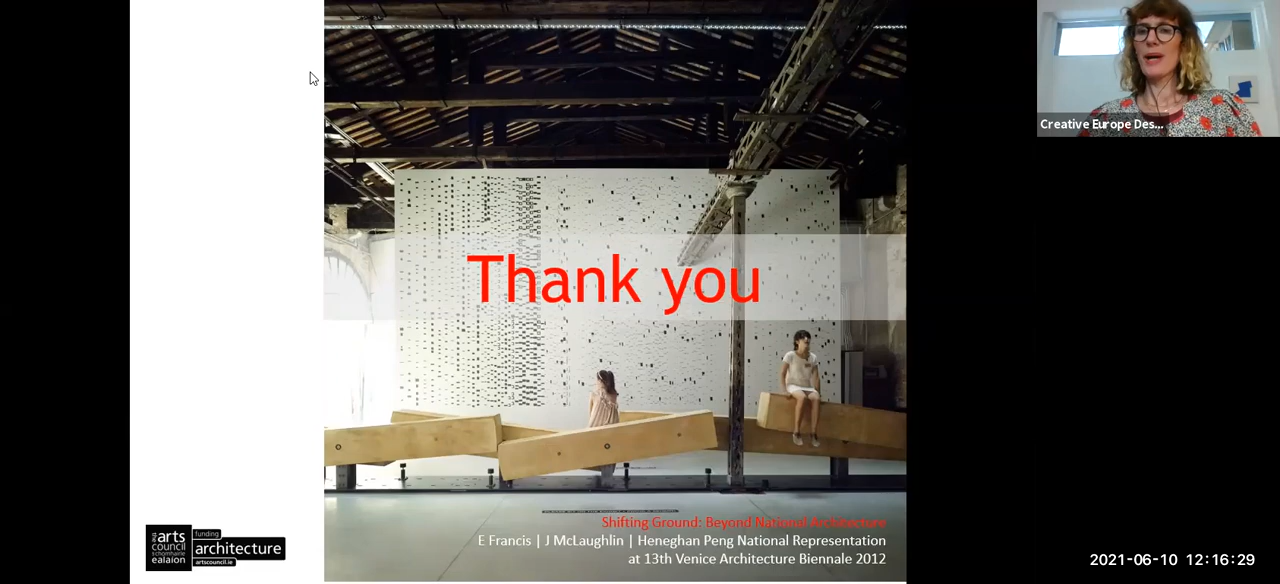 Creative Europe Des...
Thank you
Shifting Ground: Beyond National Architecture
E Francis | J McLaughlin | Heneghan Peng National Representation
at 13th Venice Architecture Biennale 2012
arts
council
ealaíon
funding
architecture
artscouncil.ie
2021-06-10 12:16:29